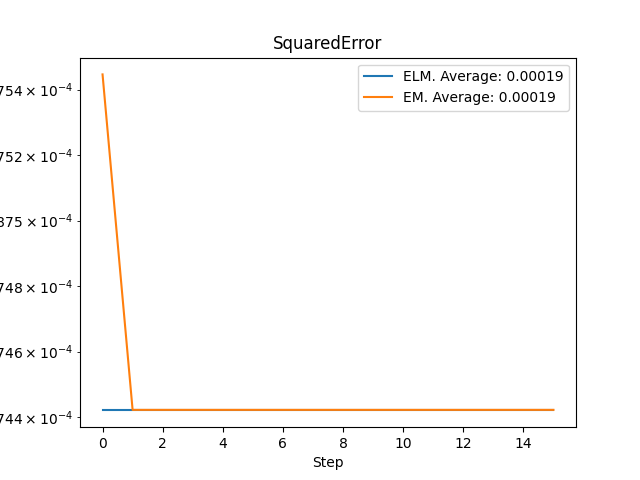 SquaredError
ELM. Average: 0.00019
EM. Average: 0.00019
754 × 10⁻⁴
752 × 10⁻⁴
375 × 10⁻⁴
748 × 10⁻⁴
746 × 10⁻⁴
744 × 10⁻⁴
0 2 4 6 8 10 12 14
Step